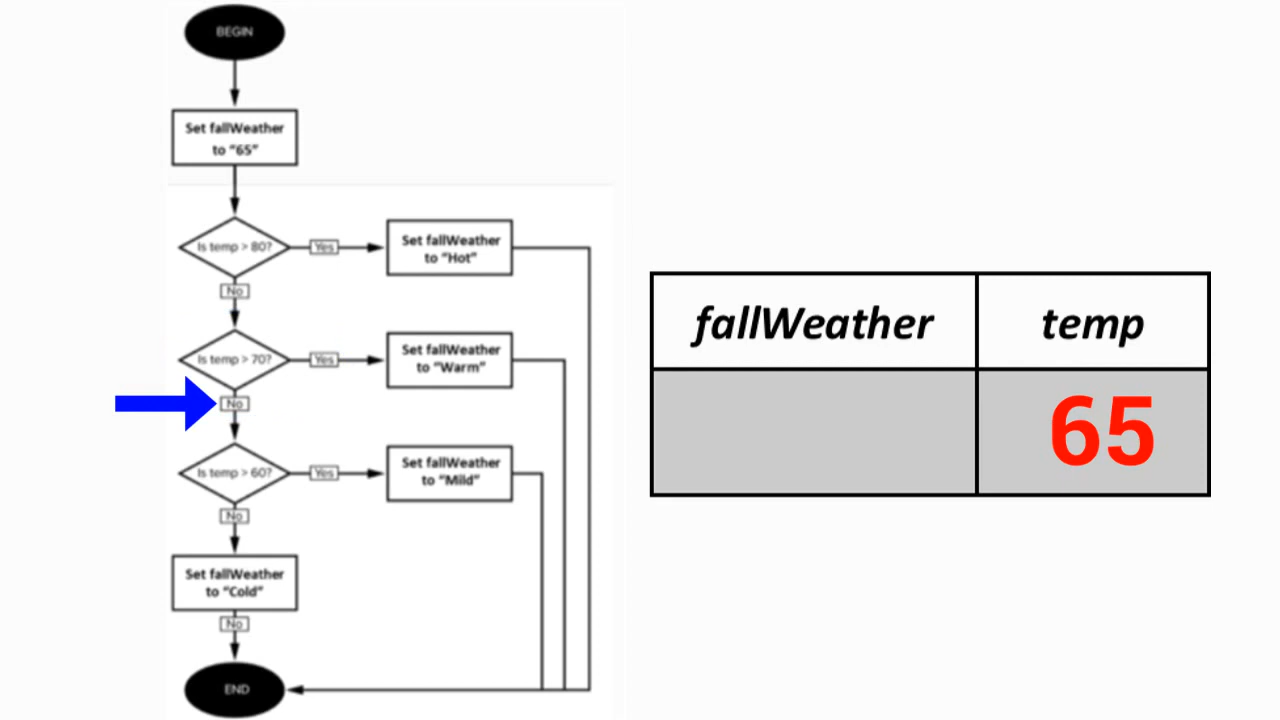 BEGIN
Set fallWeather
to “65”
Is temp > 80?
Yes
Set fallWeather
to “Hot”
No
Is temp > 70?
Yes
Set fallWeather
to “Warm”
No
Is temp > 60?
Yes
Set fallWeather
to “Mild”
No
Set fallWeather
to “Cold”
No
END
fallWeather
temp
65